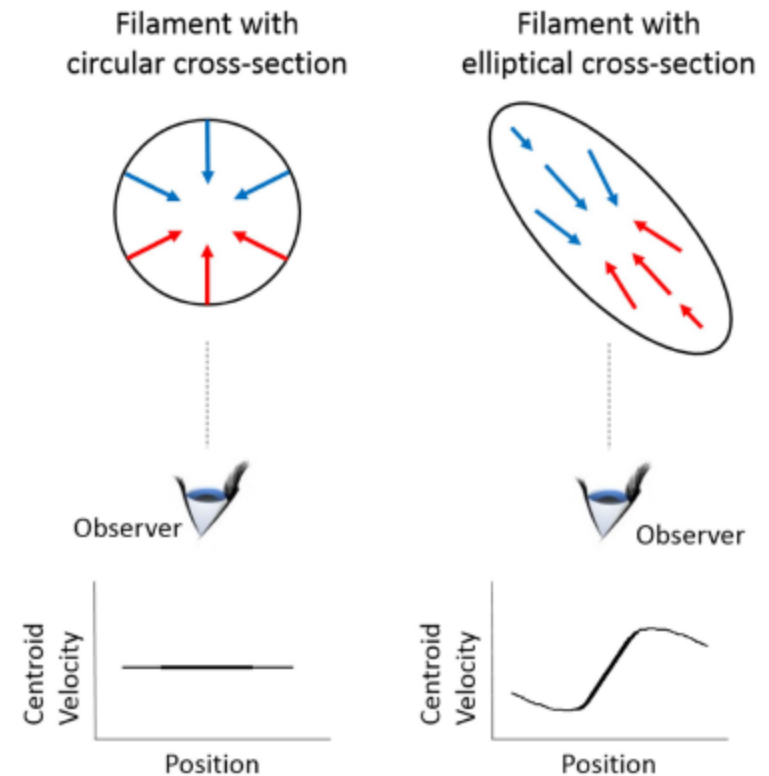 Filament with
circular cross-section
Filament with
elliptical cross-section
Observer
Observer
Centroid
Velocity
Position
Centroid
Velocity
Position